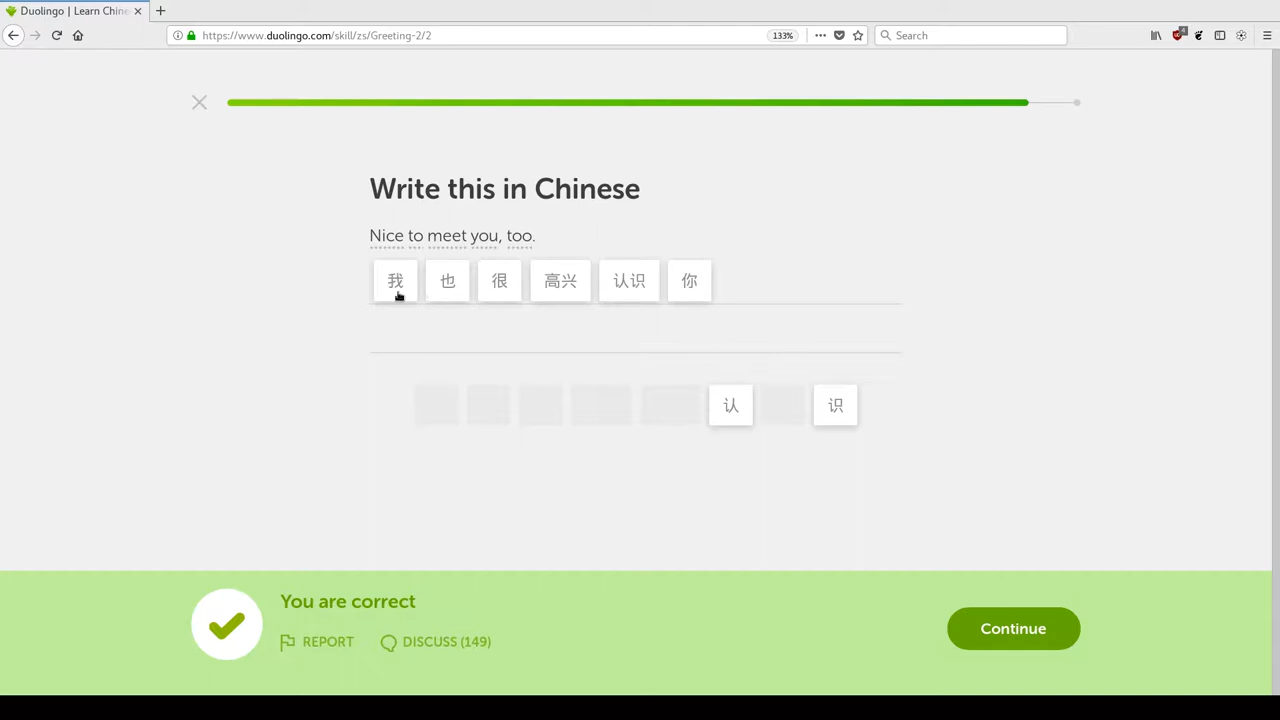 Duolingo | Learn Chine
https://www.duolingo.com/skill/zs/Greeting-2/2
133%
Search
4
Write this in Chinese
Nice to meet you, too.
我 也 很 高兴 认识 你
认 识
You are correct
REPORT DISCUSS (149)
Continue